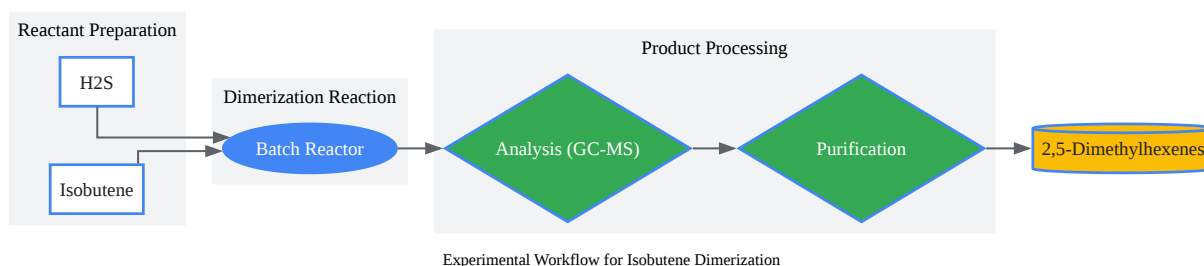 Reactant Preparation
H2S
Isobutene
Dimerization Reaction
Batch Reactor
Product Processing
Analysis (GC-MS)
Purification
2,5-Dimethylhexenes
Experimental Workflow for Isobutene Dimerization